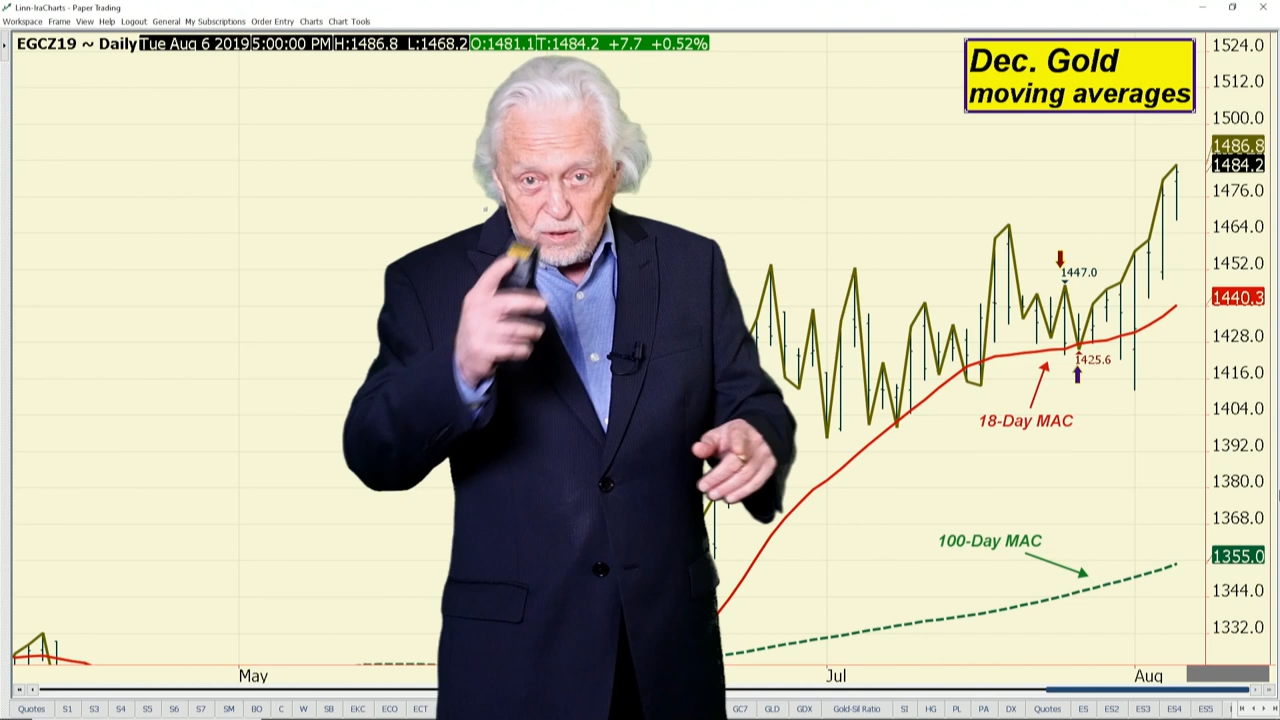 Linn-IraCharts - Paper Trading
Workspace Frame View Help Logout General My Subscriptions Order Entry Charts Chart Tools
EGCZ19 ~ Daily Tue Aug 6 2019 5:00:00 PM H:1486.8 L:1468.2 O:1481.1 T:1484.2 +7.7 +0.52%
Dec. Gold
moving averages
1524.0
1512.0
1500.0
1486.8
1484.2
1476.0
1464.0
1452.0
1447.0
1440.3
1428.0
1425.6
1416.0
18-Day MAC
1404.0
1392.0
1380.0
1368.0
100-Day MAC
1355.0
1344.0
1332.0
May Jul Aug
Quotes S1 S3 S4 S5 S6 S7 SM BO C W SB EKC ECO ECT GC7 GLD GDX Gold-Sil Ratio SI HG PL PA DX Quotes ES ES2 ES3 ES4 ES5